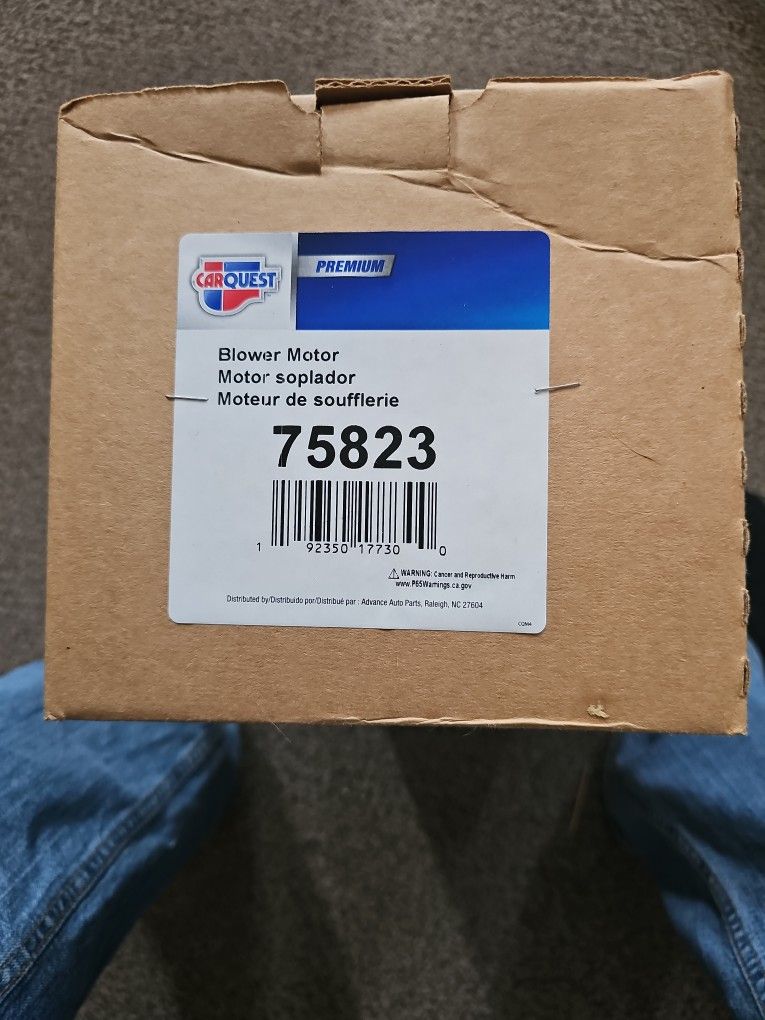 CARQUEST
PREMIUM
Blower Motor
Motor soplador
Moteur de soufflerie
75823
1 92350 17730 0
⚠ WARNING: Cancer and Reproductive Harm
www.P65Warnings.ca.gov
Distributed by/Distribuido por/Distribué par : Advance Auto Parts, Raleigh, NC 27604
CQM4